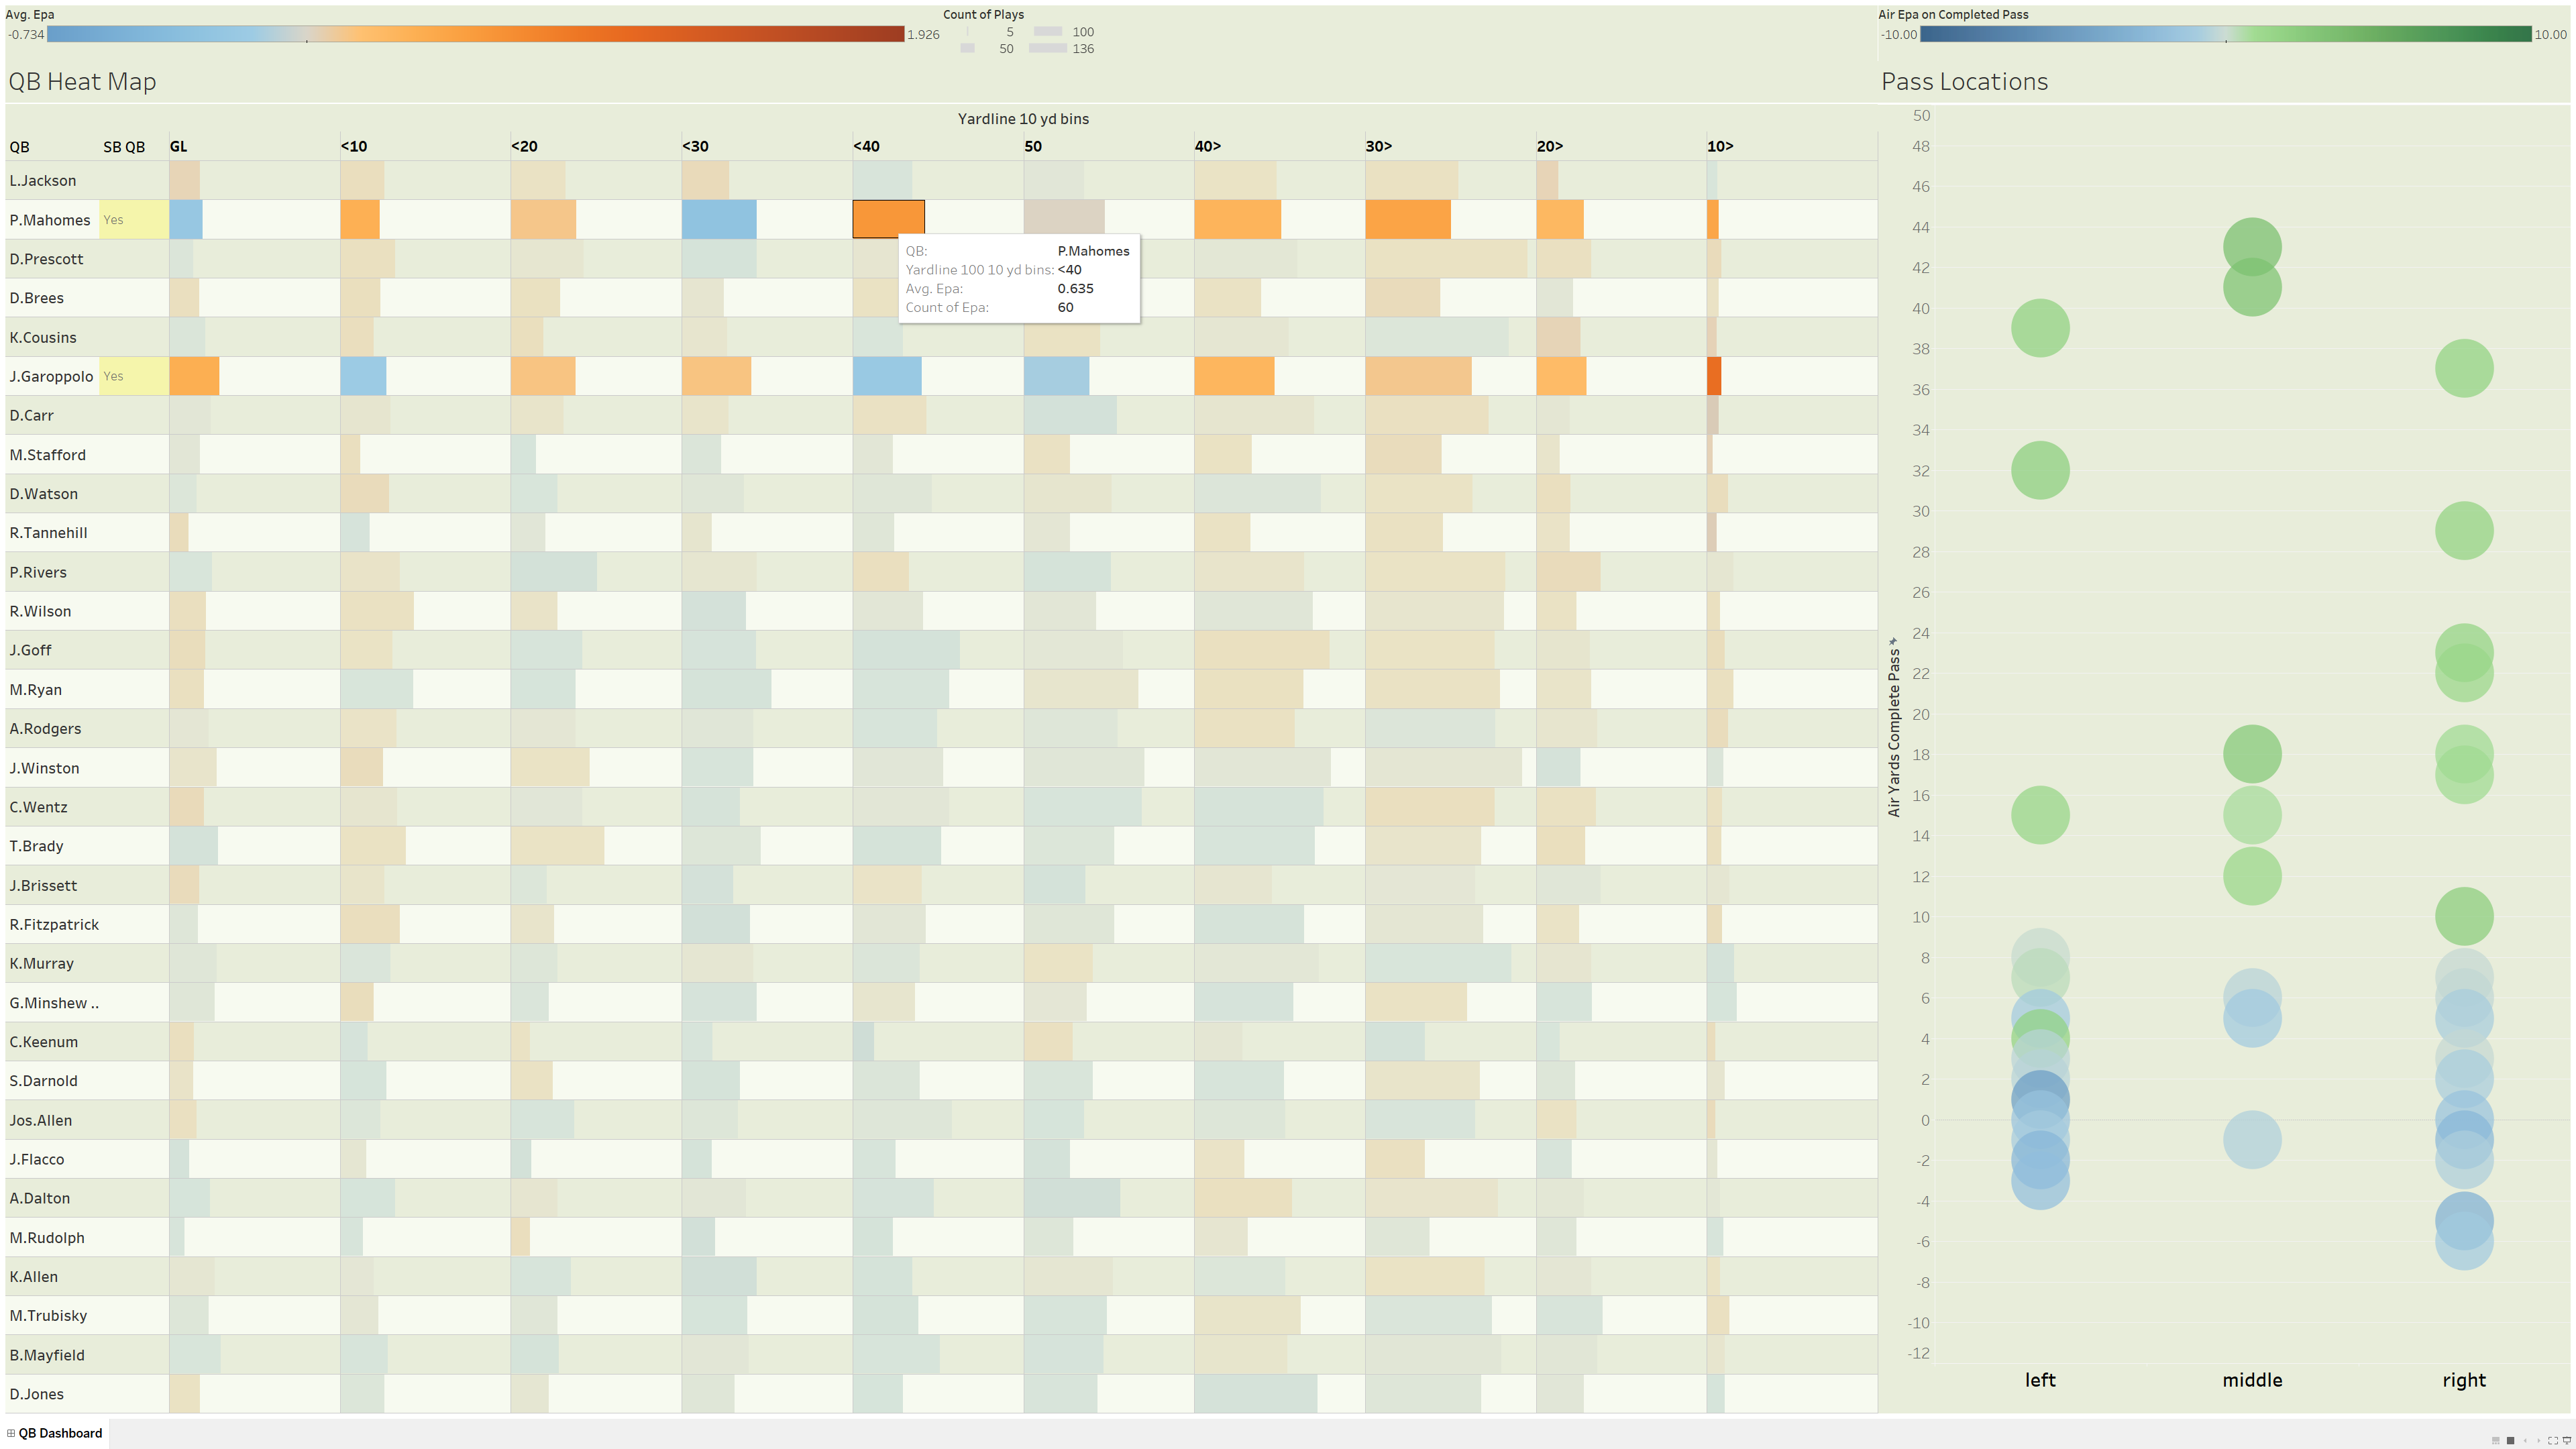 Avg. Epa
-0.734 1.926
Count of Plays
5 100
50 136
Air Epa on Completed Pass
-10.00 10.00
QB Heat Map
Pass Locations
Yardline 10 yd bins
QB SB QB GL <10 <20 <30 <40 50 40> 30> 20> 10>
L.Jackson
P.Mahomes Yes
D.Prescott
D.Brees
K.Cousins
J.Garoppolo Yes
D.Carr
M.Stafford
D.Watson
R.Tannehill
P.Rivers
R.Wilson
J.Goff
M.Ryan
A.Rodgers
J.Winston
C.Wentz
T.Brady
J.Brissett
R.Fitzpatrick
K.Murray
G.Minshew ..
C.Keenum
S.Darnold
Jos.Allen
J.Flacco
A.Dalton
M.Rudolph
K.Allen
M.Trubisky
B.Mayfield
D.Jones
QB: P.Mahomes
Yardline 100 10 yd bins: <40
Avg. Epa: 0.635
Count of Epa: 60
Air Yards Complete Pass
50
48
46
44
42
40
38
36
34
32
30
28
26
24
22
20
18
16
14
12
10
8
6
4
2
0
-2
-4
-6
-8
-10
-12
left middle right
QB Dashboard